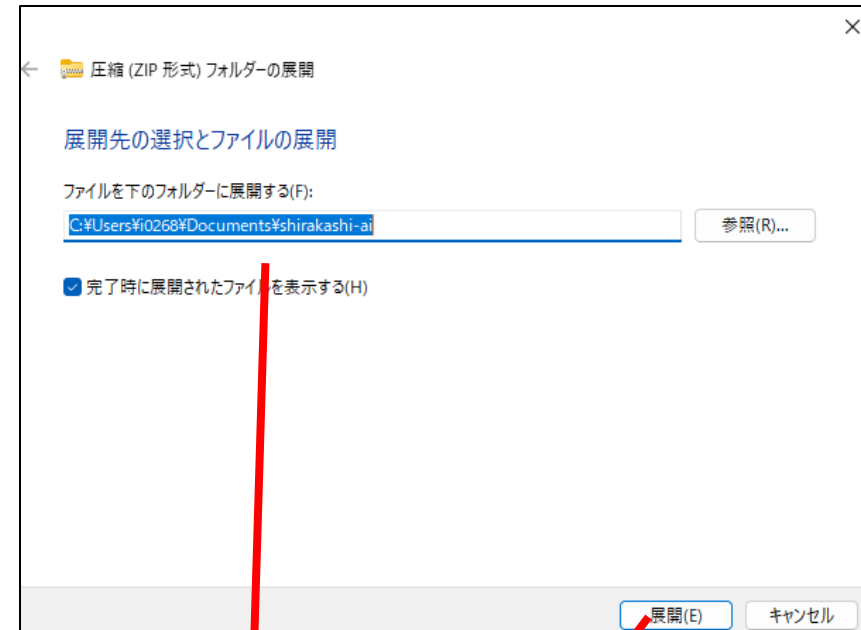 圧縮 (ZIP 形式) フォルダーの展開
展開先の選択とファイルの展開
ファイルを下のフォルダーに展開する(F):
C:¥Users¥i0268¥Documents¥shirakashi-ai
参照(R)...
完了時に展開されたファイルを表示する(H)
展開(E)
キャンセル